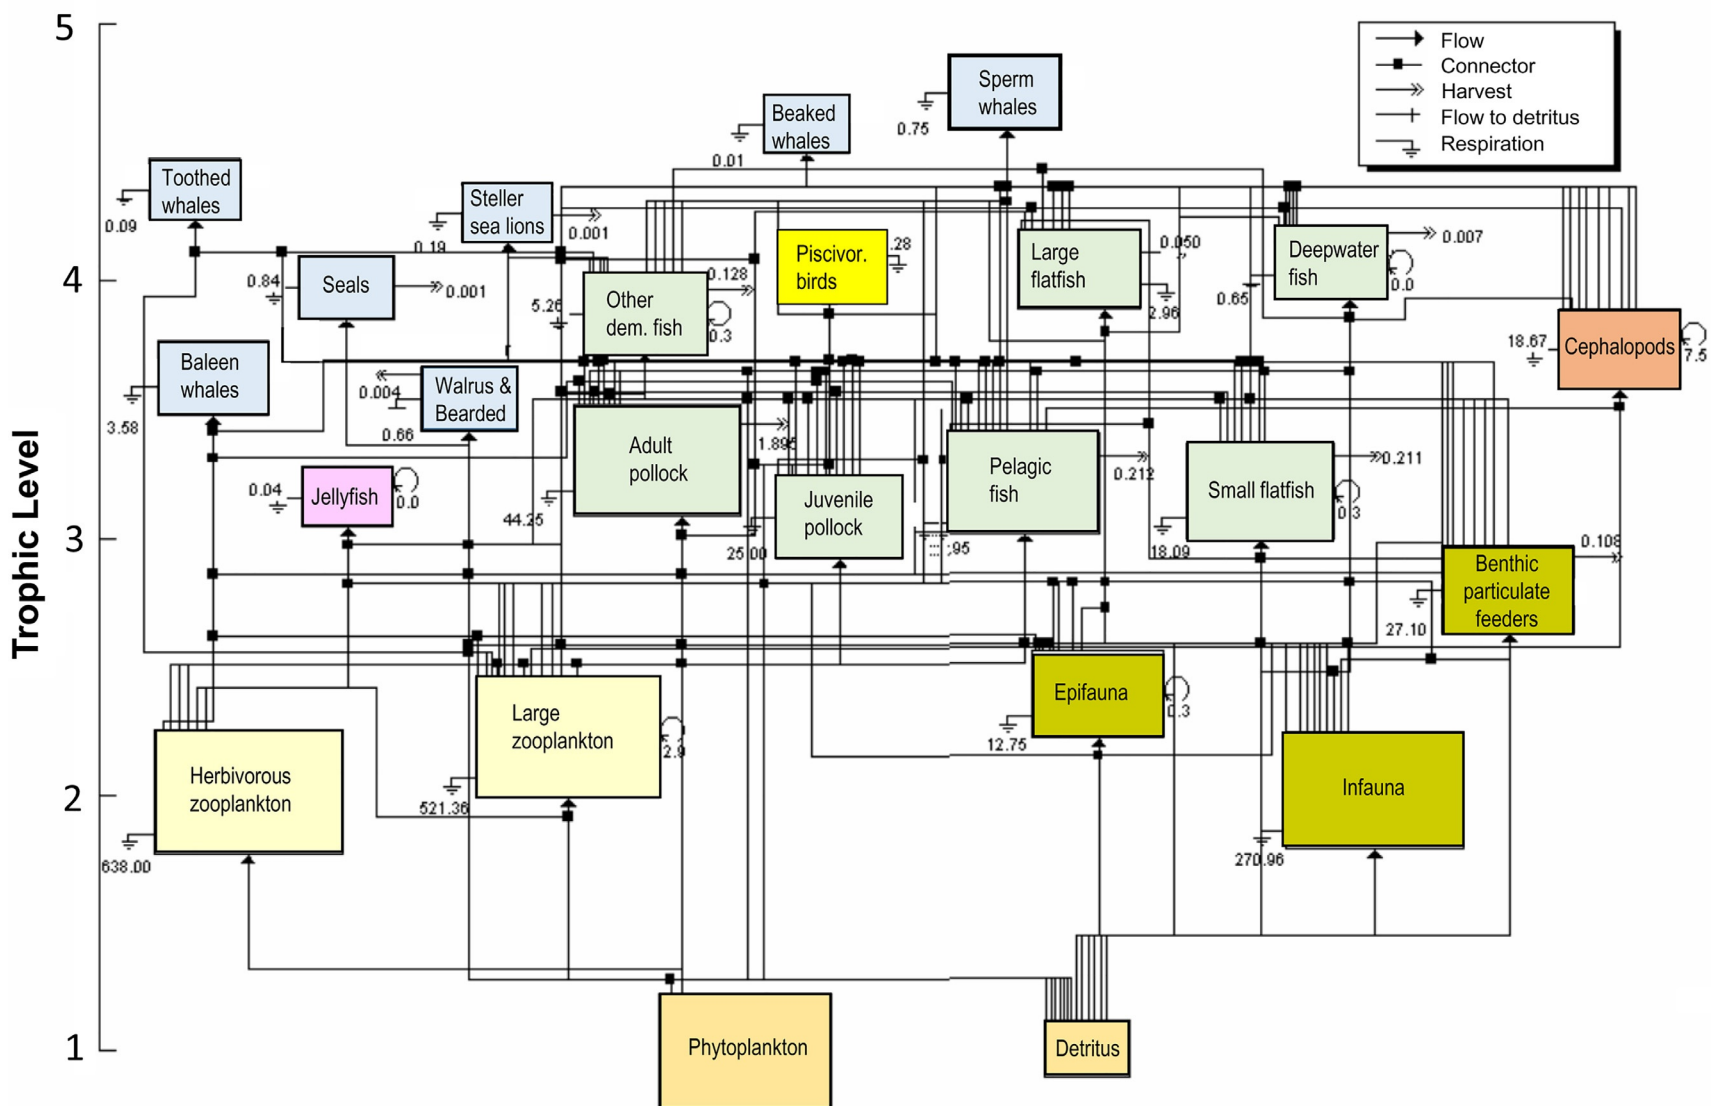 5
Flow
Connector
Harvest
Flow to detritus
Respiration
Sperm
whales
0.75
Beaked
whales
0.01
Toothed
whales
0.09
Steller
sea lions
0.19
0.001
Piscivor.
birds
.28
Large
flatfish
0.050
2.96
Deepwater
fish
0.007
0.0
0.65
4
Seals
0.84
0.001
Other
dem. fish
0.128
5.26
0.3
Cephalopods
18.67
7.5
Baleen
whales
3.58
Walrus &
Bearded
0.004
0.66
Adult
pollock
1.895
44.25
Juvenile
pollock
25.00
Pelagic
fish
0.212
.95
Small flatfish
0.211
0.3
18.09
Jellyfish
0.04
0.0
3
Trophic Level
Benthic
particulate
feeders
0.108
27.10
Epifauna
0.3
12.75
Large
zooplankton
2.9
521.36
Herbivorous
zooplankton
638.00
2
Infauna
270.96
1
Phytoplankton
Detritus